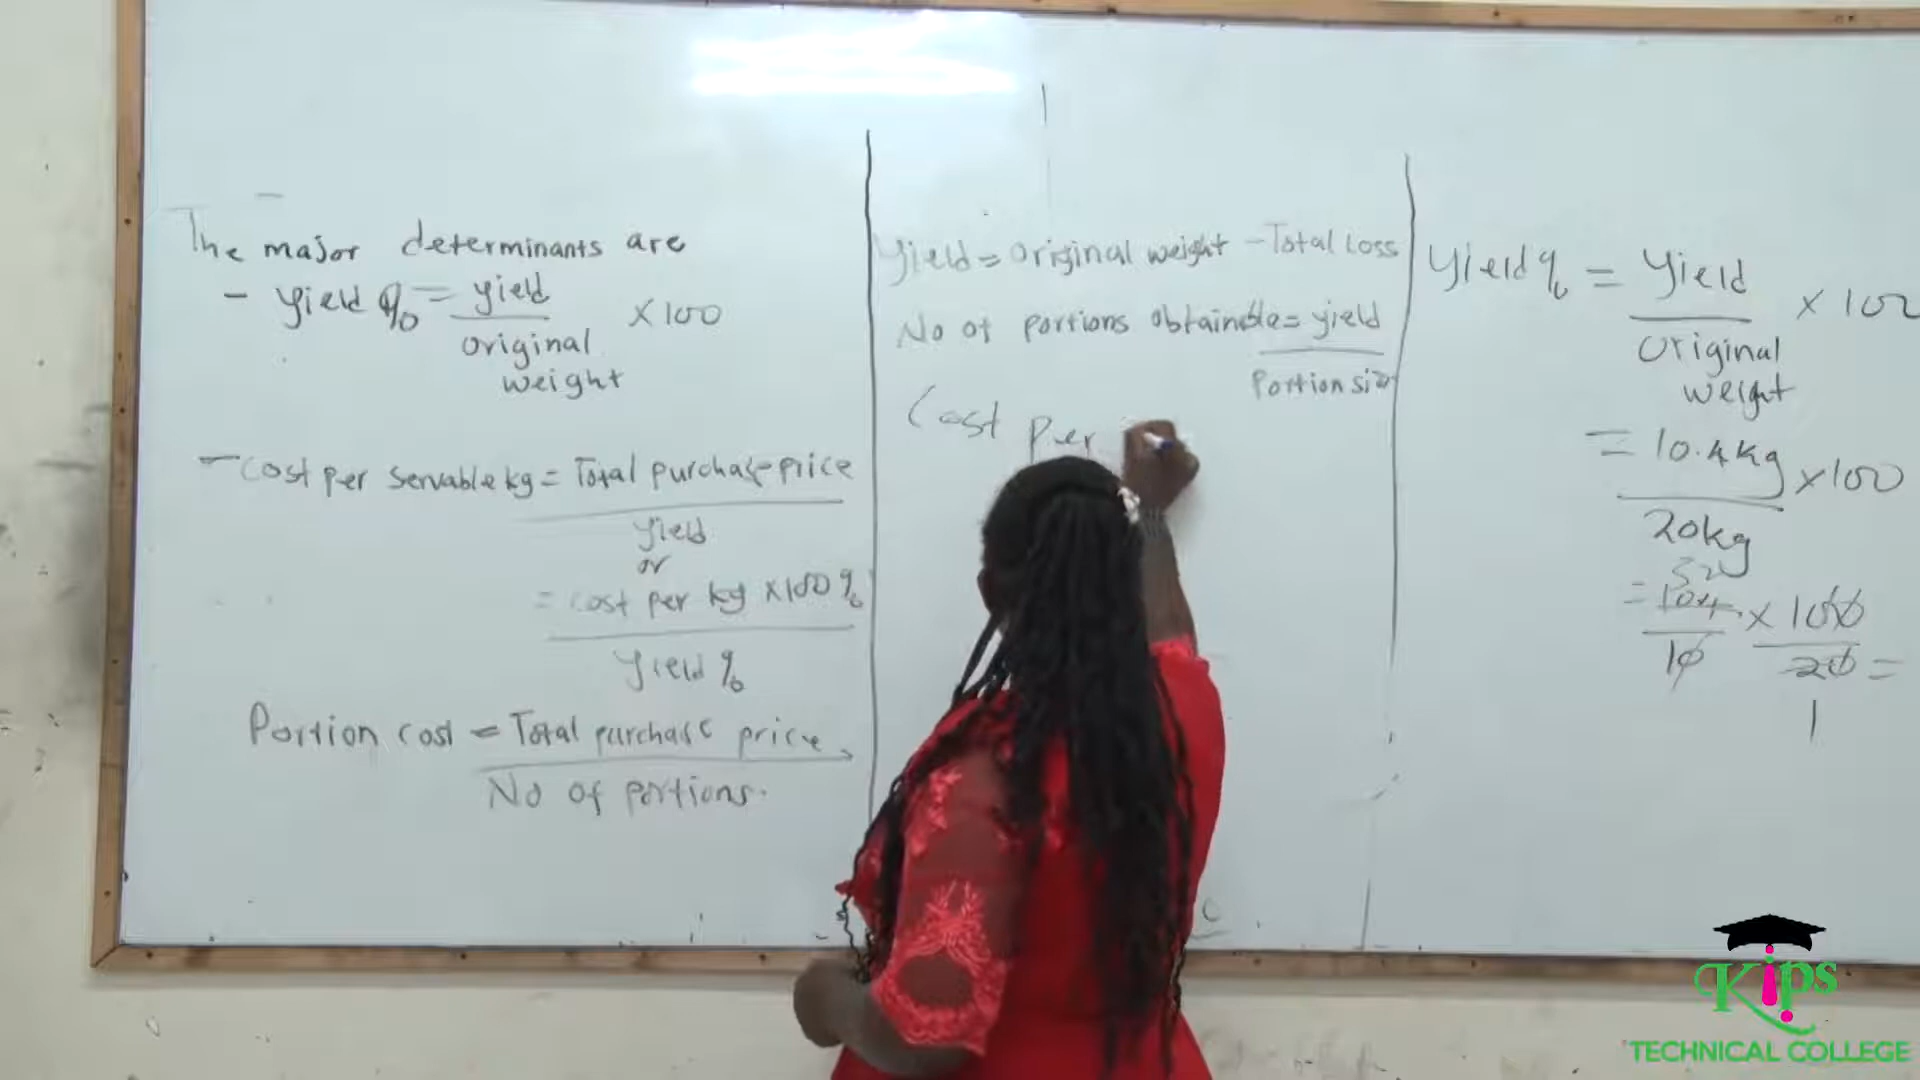 The major determinants are
- Yield % = yield × 100
original
weight
- Cost per servable kg = Total purchase price
Yield
or
= cost per kg × 100 %
Yield %
Portion cost = Total purchase price
No of portions.
Yield = original weight - Total Loss
No of portions obtainable = yield
Portion size
Cost per
Yield % = Yield × 100
Original
weight
= 10.4kg × 100
20kg
52
= 104 × 100
10 20 =
1
Kips
TECHNICAL COLLEGE